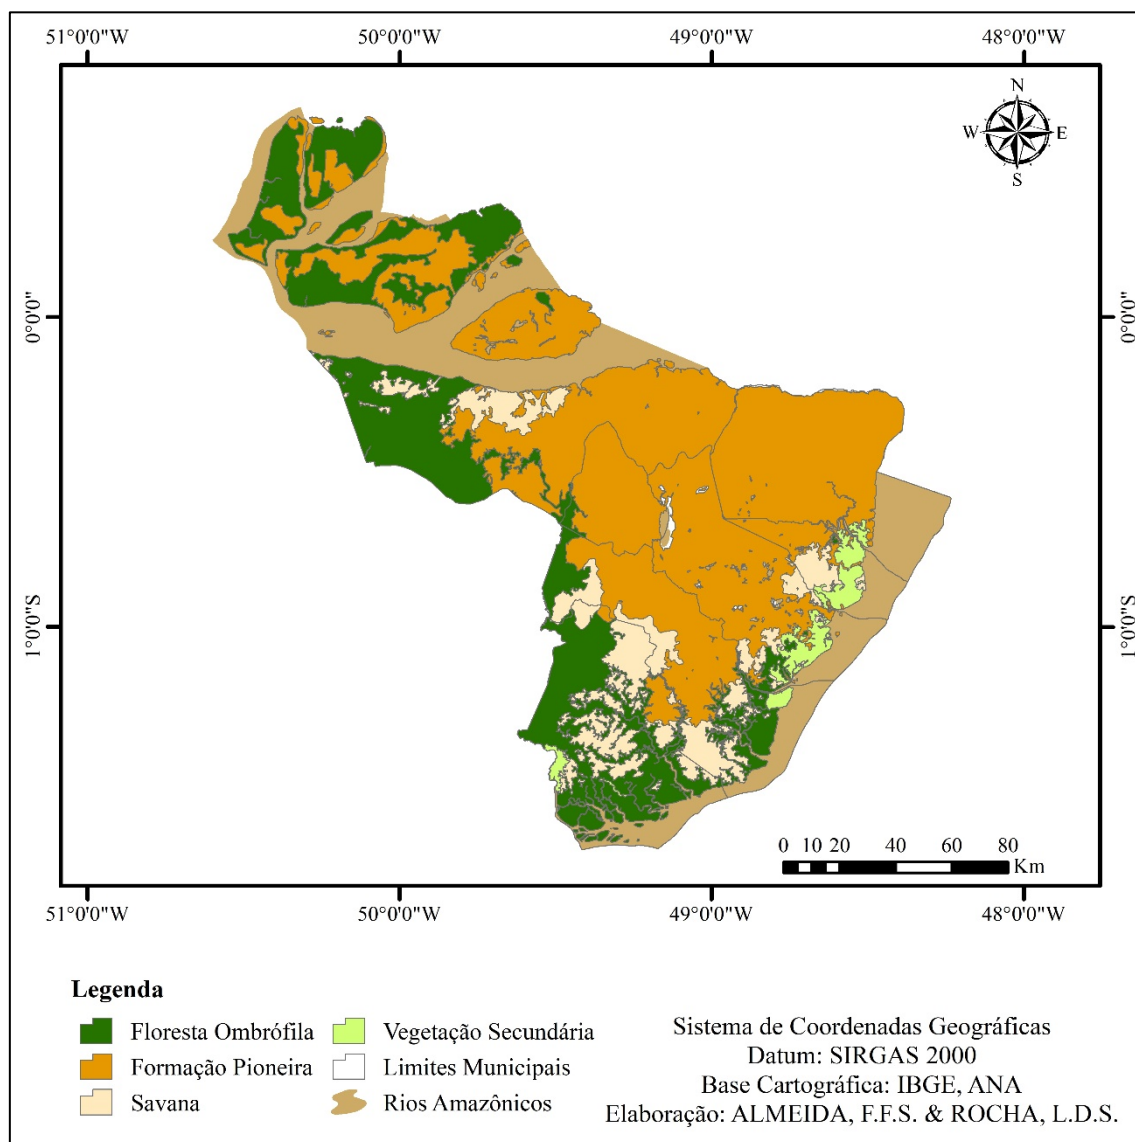 51°0'0"W 50°0'0"W 49°0'0"W 48°0'0"W
N
W E
S
0°0'0" 0°0'0"
1°0'0"S 1°0'0"S
0 10 20 40 60 80
Km
51°0'0"W 50°0'0"W 49°0'0"W 48°0'0"W
Legenda
Floresta Ombrófila
Formação Pioneira
Savana
Vegetação Secundária
Limites Municipais
Rios Amazônicos
Sistema de Coordenadas Geográficas
Datum: SIRGAS 2000
Base Cartográfica: IBGE, ANA
Elaboração: ALMEIDA, F.F.S. & ROCHA, L.D.S.